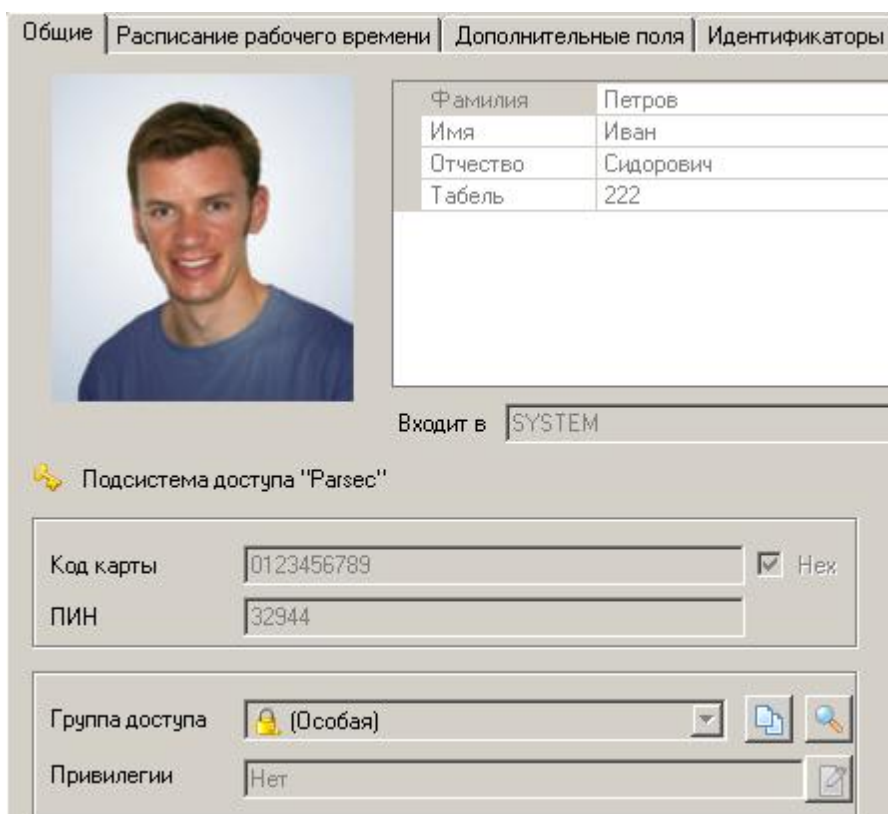 Общие Расписание рабочего времени Дополнительные поля Идентификаторы
Фамилия Петров
Имя Иван
Отчество Сидорович
Табель 222
Входит в SYSTEM
Подсистема доступа "Parsec"
Код карты 0123456789 Hex
ПИН 32944
Группа доступа (Особая)
Привилегии Нет